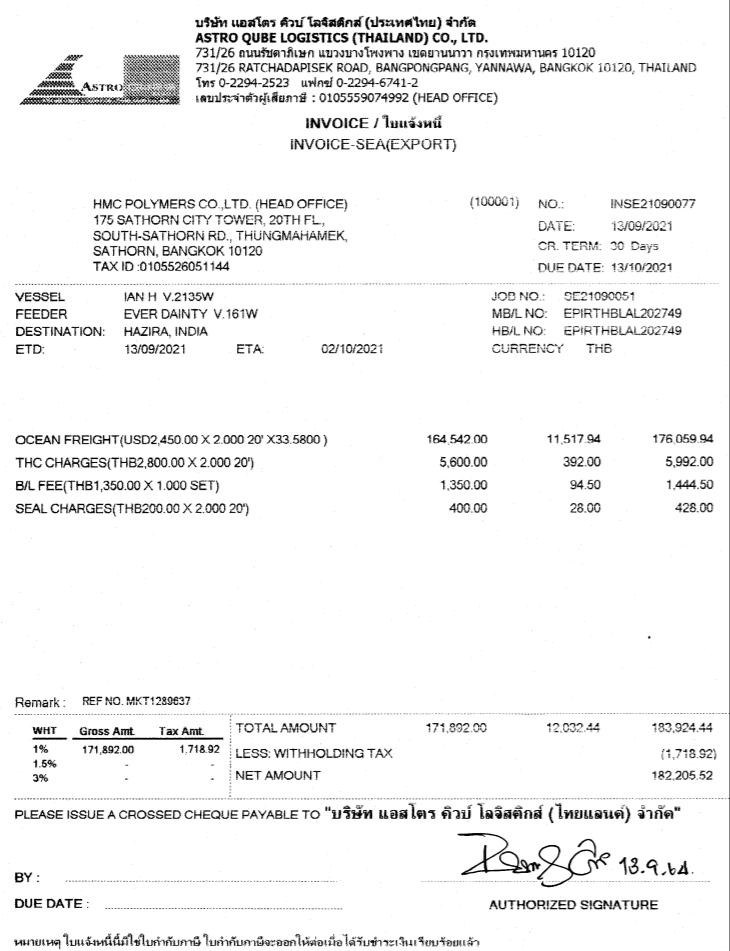 บริษัท แอสโตร คิวบ์ โลจิสติกส์ (ประเทศไทย) จำกัด
ASTRO QUBE LOGISTICS (THAILAND) CO., LTD.
731/26 ถนนรัชดาภิเษก แขวงบางโพงพาง เขตยานนาวา กรุงเทพมหานคร 10120
731/26 RATCHADAPISEK ROAD, BANGPONGPANG, YANNAWA, BANGKOK 10120, THAILAND
ASTRO
โทร 0-2294-2523 แฟกซ์ 0-2294-6741-2
เลขประจำตัวผู้เสียภาษี : 0105559074992 (HEAD OFFICE)
INVOICE / ใบแจ้งหนี้
INVOICE-SEA(EXPORT)
HMC POLYMERS CO.,LTD. (HEAD OFFICE) (100001) NO.: INSE21090077
175 SATHORN CITY TOWER, 20TH FL., DATE: 13/09/2021
SOUTH-SATHORN RD., THUNGMAHAMEK, CR. TERM: 30 Days
SATHORN, BANGKOK 10120
TAX ID :0105526051144 DUE DATE: 13/10/2021
VESSEL IAN H V.2135W JOB NO.: SE21090051
FEEDER EVER DAINTY V.161W MB/L NO: EPIRTHBLAL202749
DESTINATION: HAZIRA, INDIA HB/L NO: EPIRTHBLAL202749
ETD: 13/09/2021 ETA: 02/10/2021 CURRENCY THB
OCEAN FREIGHT(USD2,450.00 X 2.000 20' X33.5800 ) 164,542.00 11,517.94 176,059.94
THC CHARGES(THB2,800.00 X 2.000 20') 5,600.00 392.00 5,992.00
B/L FEE(THB1,350.00 X 1.000 SET) 1,350.00 94.50 1,444.50
SEAL CHARGES(THB200.00 X 2.000 20') 400.00 28.00 428.00
Remark : REF NO. MKT1289637
WHT Gross Amt. Tax Amt. TOTAL AMOUNT 171,892.00 12,032.44 183,924.44
1% 171,892.00 1,718.92 LESS: WITHHOLDING TAX (1,718.92)
1.5% - -
3% - - NET AMOUNT 182,205.52
PLEASE ISSUE A CROSSED CHEQUE PAYABLE TO "บริษัท แอสโตร คิวบ์ โลจิสติกส์ (ไทยแลนด์) จำกัด"
13.9.64.
BY :
DUE DATE : AUTHORIZED SIGNATURE
หมายเหตุ ใบแจ้งหนี้นี้มิใช่ใบกำกับภาษี ใบกำกับภาษีจะออกให้ต่อเมื่อได้รับชำระเงินเรียบร้อยแล้ว